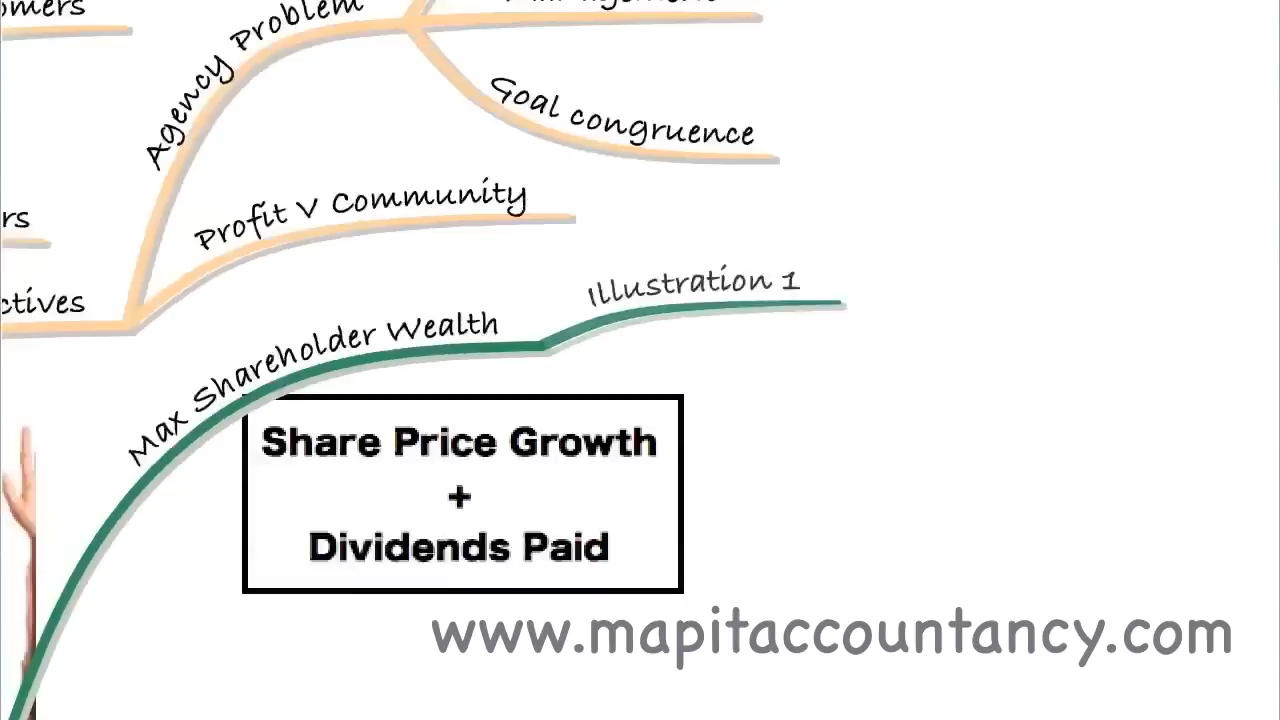 Agency Problem
Goal congruence
Profit V Community
Illustration 1
Max Shareholder Wealth
Share Price Growth
+
Dividends Paid
www.mapitaccountancy.com